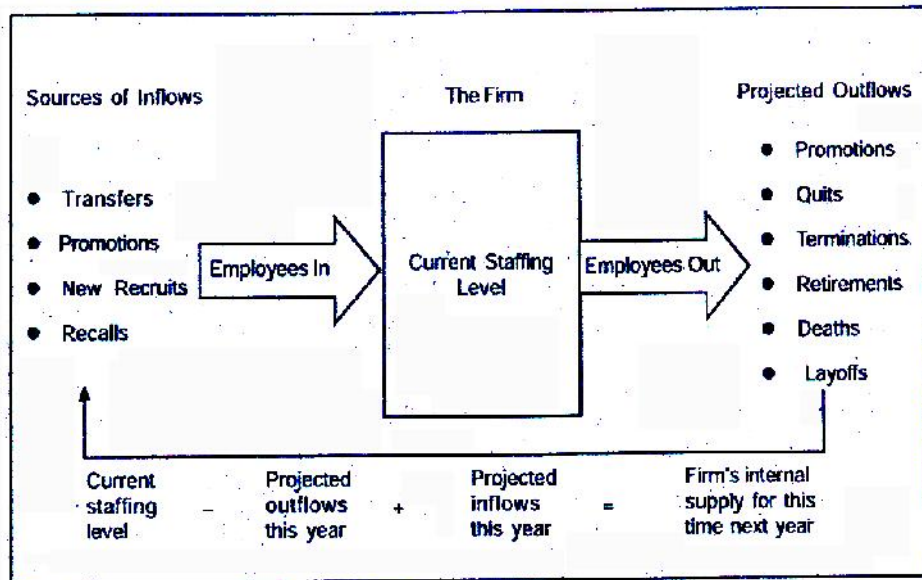 Sources of Inflows
The Firm
Projected Outflows
● Transfers
● Promotions
● New Recruits
● Recalls
Employees In
Current Staffing
Level
Employees Out
● Promotions
● Quits
● Terminations
● Retirements
● Deaths
● Layoffs
Current
staffing
level
–
Projected
outflows
this year
+
Projected
inflows
this year
=
Firm's internal
supply for this
time next year